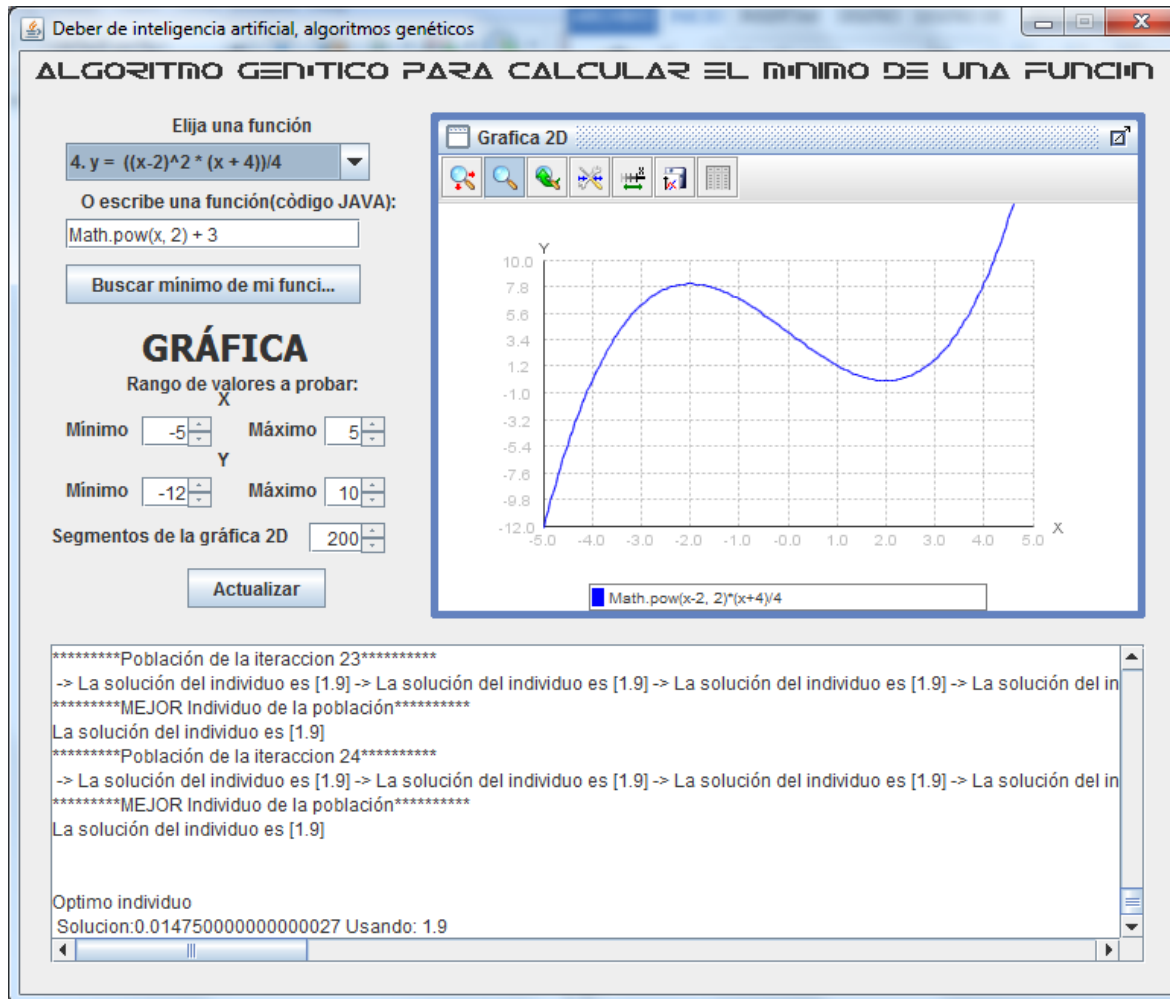 Deber de inteligencia artificial, algoritmos genéticos
ALGORITMO GENITICO PARA CALCULAR EL MINIMO DE UNA FUNCIIN
Elija una función
4. y = ((x-2)^2 * (x + 4))/4
O escribe una función(còdigo JAVA):
Math.pow(x, 2) + 3
Buscar mínimo de mi funci...
GRÁFICA
Rango de valores a probar:
X
Mínimo -5 Máximo 5
Y
Mínimo -12 Máximo 10
Segmentos de la gráfica 2D 200
Actualizar
Grafica 2D
Y
10.0
7.8
5.6
3.4
1.2
-1.0
-3.2
-5.4
-7.6
-9.8
-12.0
X
-5.0 -4.0 -3.0 -2.0 -1.0 -0.0 1.0 2.0 3.0 4.0 5.0
Math.pow(x-2, 2)*(x+4)/4
*********Población de la iteraccion 23**********
-> La solución del individuo es [1.9] -> La solución del individuo es [1.9] -> La solución del individuo es [1.9] -> La solución del in
*********MEJOR Individuo de la población**********
La solución del individuo es [1.9]
*********Población de la iteraccion 24**********
-> La solución del individuo es [1.9] -> La solución del individuo es [1.9] -> La solución del individuo es [1.9] -> La solución del in
*********MEJOR Individuo de la población**********
La solución del individuo es [1.9]
Optimo individuo
Solucion:0.014750000000000027 Usando: 1.9